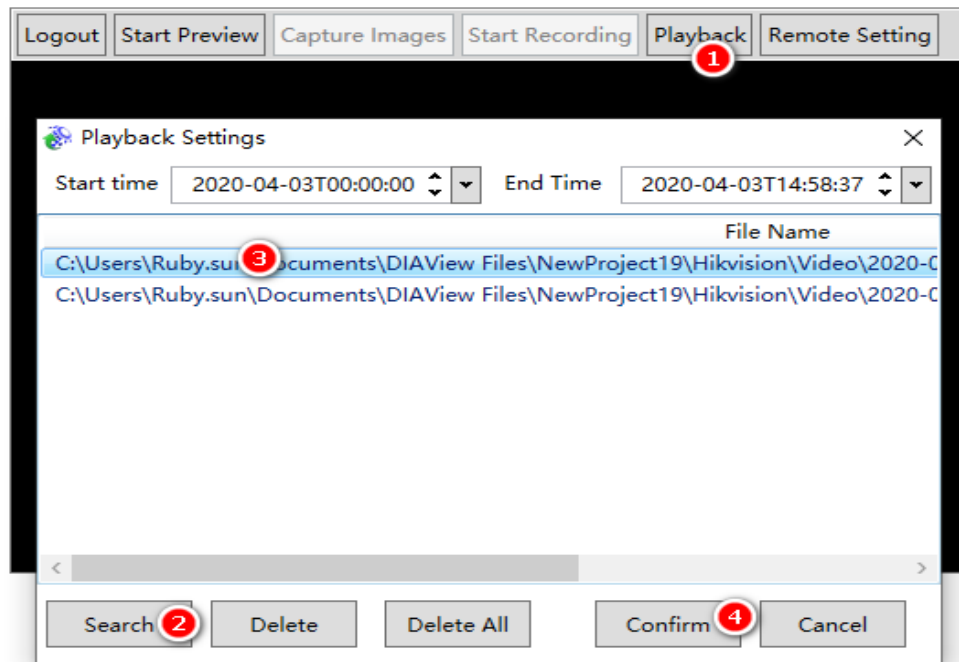 Logout Start Preview Capture Images Start Recording Playback Remote Setting
1
Playback Settings
Start time 2020-04-03T00:00:00 End Time 2020-04-03T14:58:37
File Name
C:\Users\Ruby.sun 3 ocuments\DIAView Files\NewProject19\Hikvision\Video\2020-0
C:\Users\Ruby.sun\Documents\DIAView Files\NewProject19\Hikvision\Video\2020-0
Search 2 Delete Delete All Confirm 4 Cancel